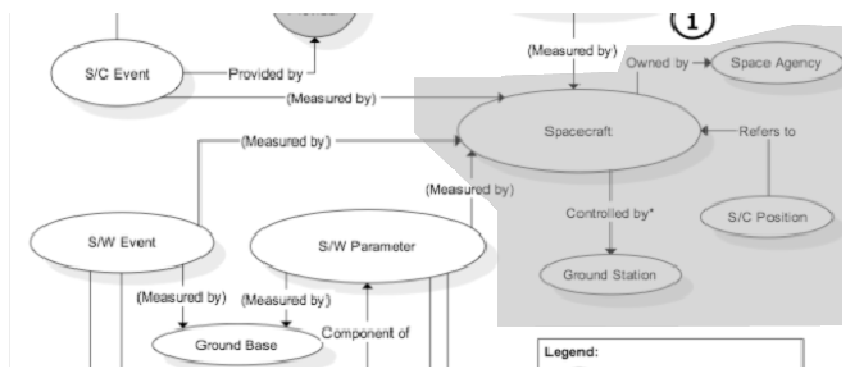 i
S/C Event
Provided by
(Measured by)
Owned by
Space Agency
(Measured by)
Spacecraft
Refers to
(Measured by)
(Measured by)
Controlled by*
S/C Position
S/W Event
S/W Parameter
Ground Station
(Measured by)
(Measured by)
Component of
Ground Base
Legend: